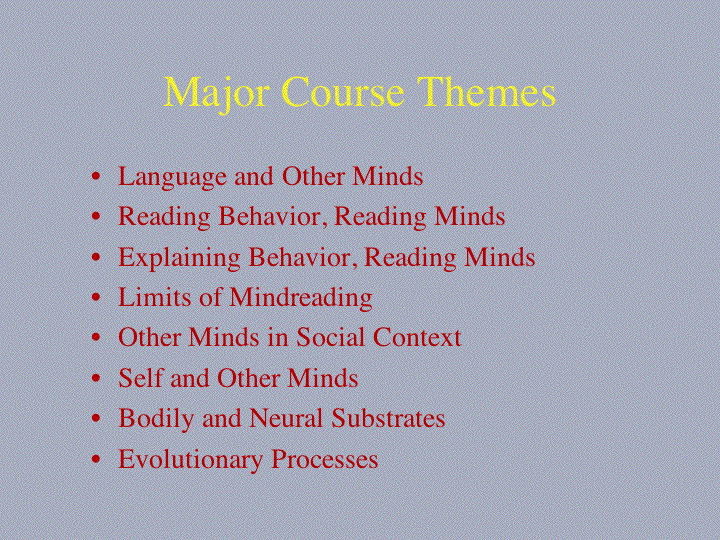 Major Course Themes
• Language and Other Minds
• Reading Behavior, Reading Minds
• Explaining Behavior, Reading Minds
• Limits of Mindreading
• Other Minds in Social Context
• Self and Other Minds
• Bodily and Neural Substrates
• Evolutionary Processes